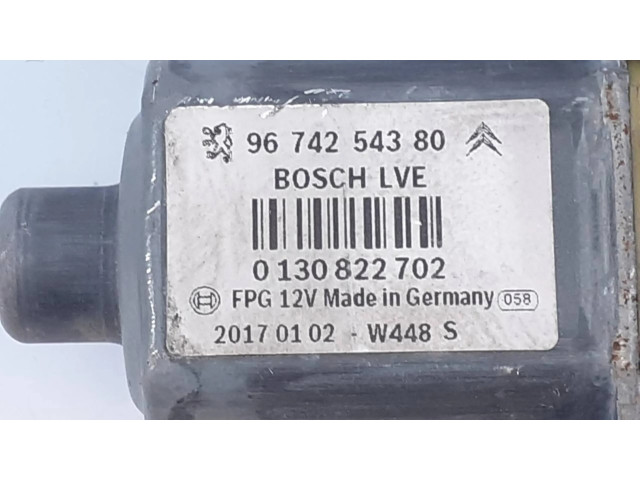 96 742 543 80
BOSCH LVE
0 130 822 702
FPG 12V Made in Germany 058
2017 01 02 - W448 S